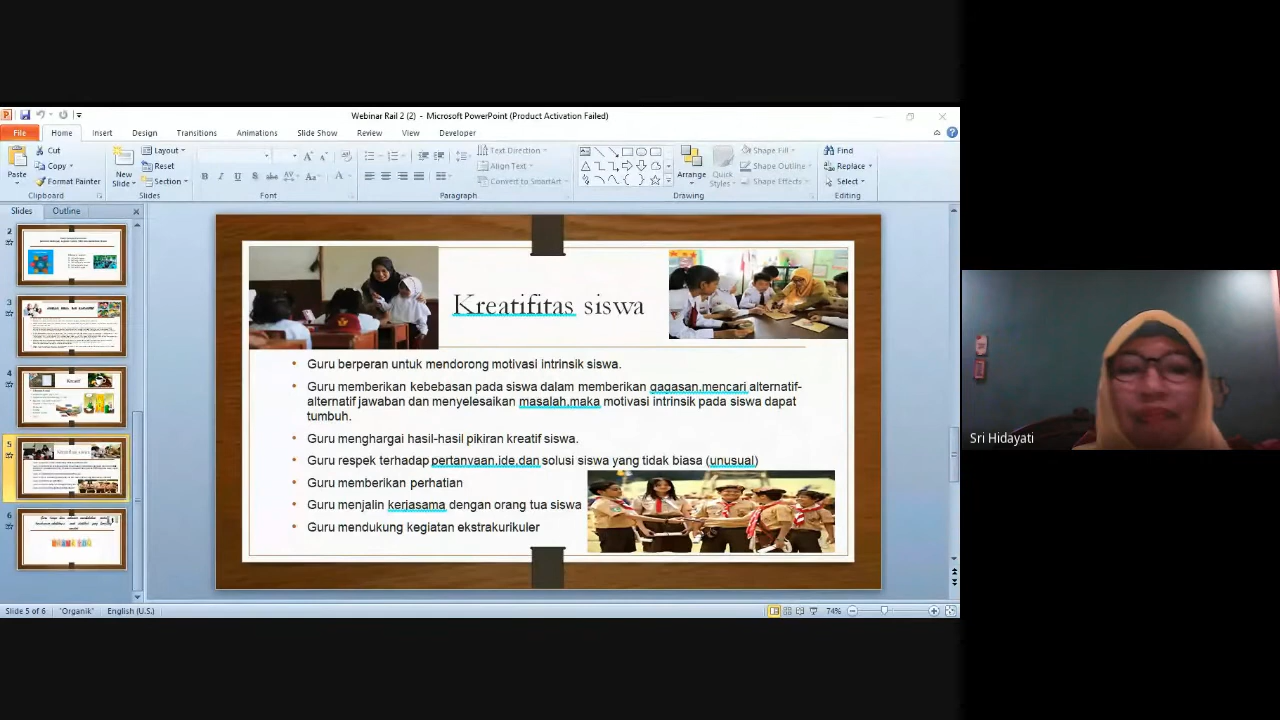 Webinar Rail 2 (2) - Microsoft PowerPoint (Product Activation Failed)
File Home Insert Design Transitions Animations Slide Show Review View Developer
Paste
Cut
Copy
Format Painter
Clipboard
New Slide
Layout
Reset
Section
Slides
Font
Text Direction
Align Text
Convert to SmartArt
Paragraph
Arrange
Quick Styles
Shape Fill
Shape Outline
Shape Effects
Drawing
Find
Replace
Select
Editing
Slides Outline
2
3
4
5
6
Kreatifitas siswa
Guru berperan untuk mendorong motivasi intrinsik siswa.
Guru memberikan kebebasan pada siswa dalam memberikan gagasan,mencari alternatif-
alternatif jawaban dan menyelesaikan masalah,maka motivasi intrinsik pada siswa dapat
tumbuh.
Guru menghargai hasil-hasil pikiran kreatif siswa.
Guru respek terhadap pertanyaan,ide,dan solusi siswa yang tidak biasa (unusual)
Guru memberikan perhatian
Guru menjalin kerjasama dengan orang tua siswa
Guru mendukung kegiatan ekstrakurikuler
Sri Hidayati
Slide 5 of 6 "Organik" English (U.S.) 74%